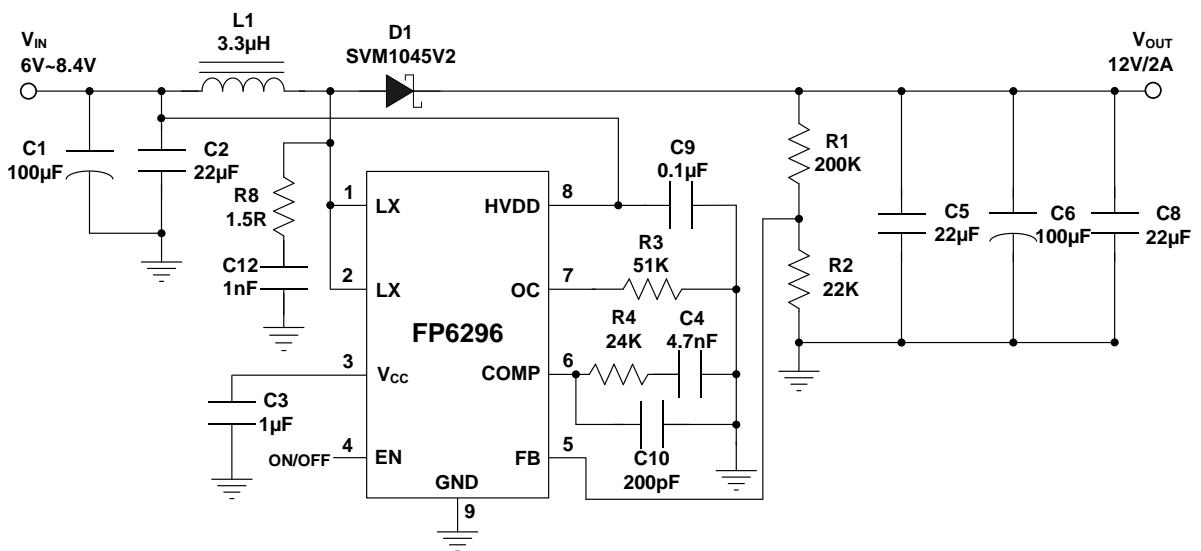 L1
3.3µH
D1
SVM1045V2
VIN
6V~8.4V
VOUT
12V/2A
C1
100µF
C2
22µF
R8
1.5R
C12
1nF
1
LX
2
LX
3
VCC
4
EN
ON/OFF
C3
1µF
FP6296
GND
9
HVDD
8
OC
7
COMP
6
FB
5
C9
0.1µF
R3
51K
R4
24K
C4
4.7nF
C10
200pF
R1
200K
R2
22K
C5
22µF
C6
100µF
C8
22µF